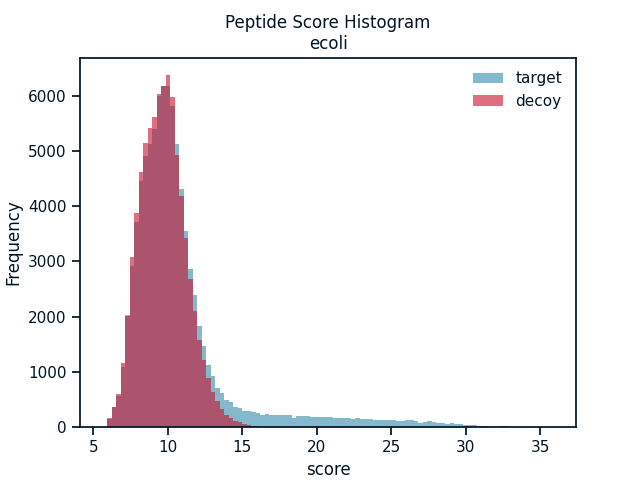 Peptide Score Histogram
ecoli
target
decoy
Frequency
6000
5000
4000
3000
2000
1000
0
5 10 15 20 25 30 35
score